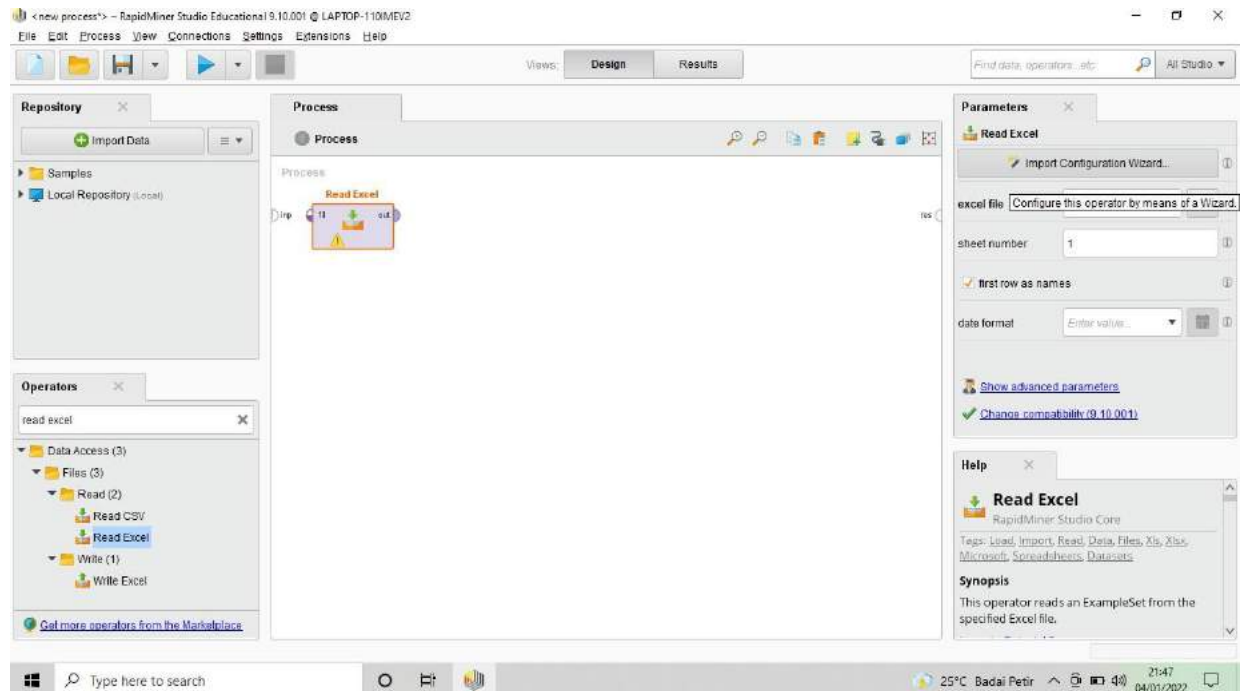 <new process*> – RapidMiner Studio Educational 9.10.001 @ LAPTOP-110IMEV2
File Edit Process View Connections Settings Extensions Help
Views: Design Results
Find data, operators...etc All Studio
Repository
Import Data
Samples
Local Repository (Local)
Operators
read excel
Data Access (3)
Files (3)
Read (2)
Read CSV
Read Excel
Write (1)
Write Excel
Get more operators from the Marketplace
Process
Process
Process
Read Excel
inp fil out res
Parameters
Read Excel
Import Configuration Wizard...
excel file Configure this operator by means of a Wizard.
sheet number 1
first row as names
date format Enter value...
Show advanced parameters
Change compatibility (9.10.001)
Help
Read Excel
RapidMiner Studio Core
Tags: Load, Import, Read, Data, Files, Xls, Xlsx,
Microsoft, Spreadsheets, Datasets
Synopsis
This operator reads an ExampleSet from the
specified Excel file.
Type here to search
25°C Badai Petir
21:47
04/01/2022